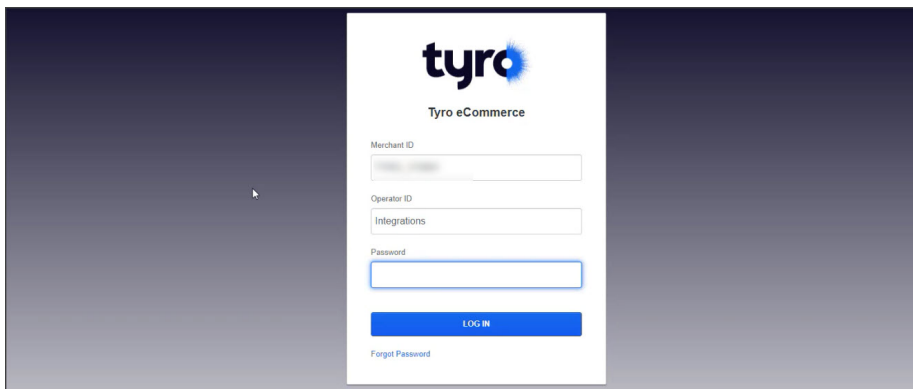 tyro
Tyro eCommerce
Merchant ID
Operator ID
Integrations
Password
LOG IN
Forgot Password